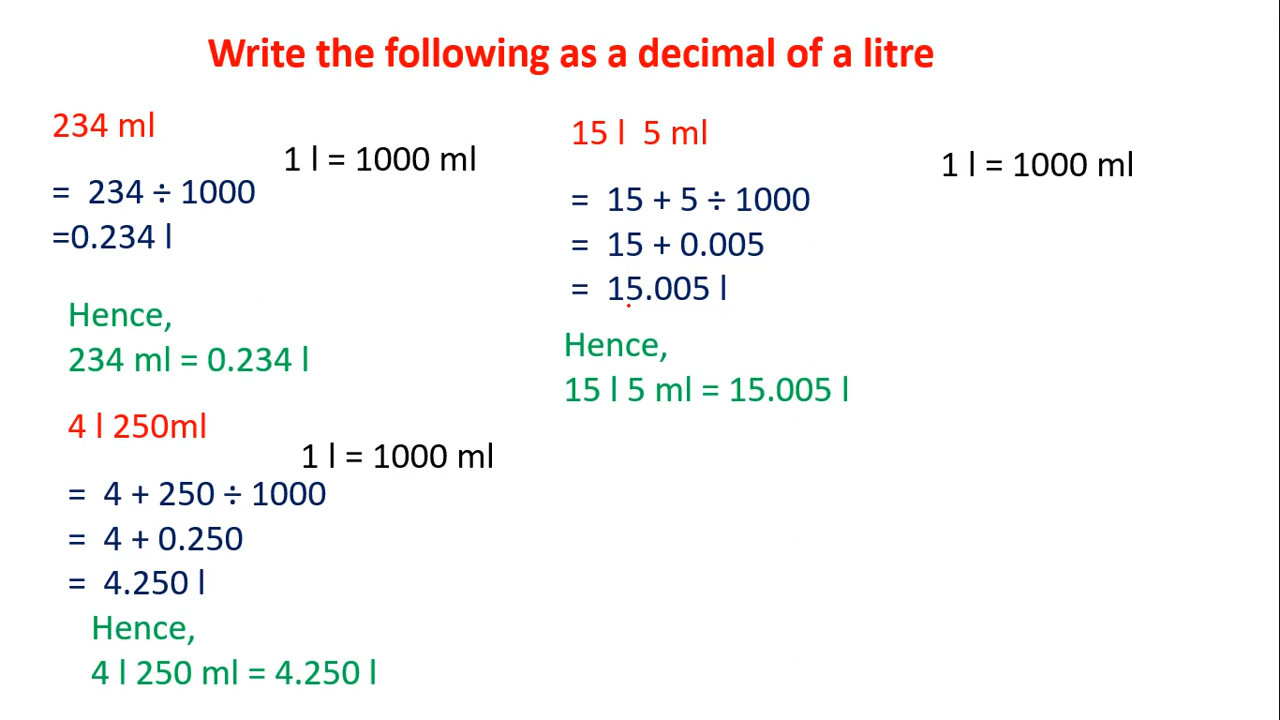 Write the following as a decimal of a litre
234 ml
1 l = 1000 ml
= 234 ÷ 1000
=0.234 l
Hence,
234 ml = 0.234 l
4 l 250ml
1 l = 1000 ml
= 4 + 250 ÷ 1000
= 4 + 0.250
= 4.250 l
Hence,
4 l 250 ml = 4.250 l
15 l 5 ml
1 l = 1000 ml
= 15 + 5 ÷ 1000
= 15 + 0.005
= 15.005 l
Hence,
15 l 5 ml = 15.005 l